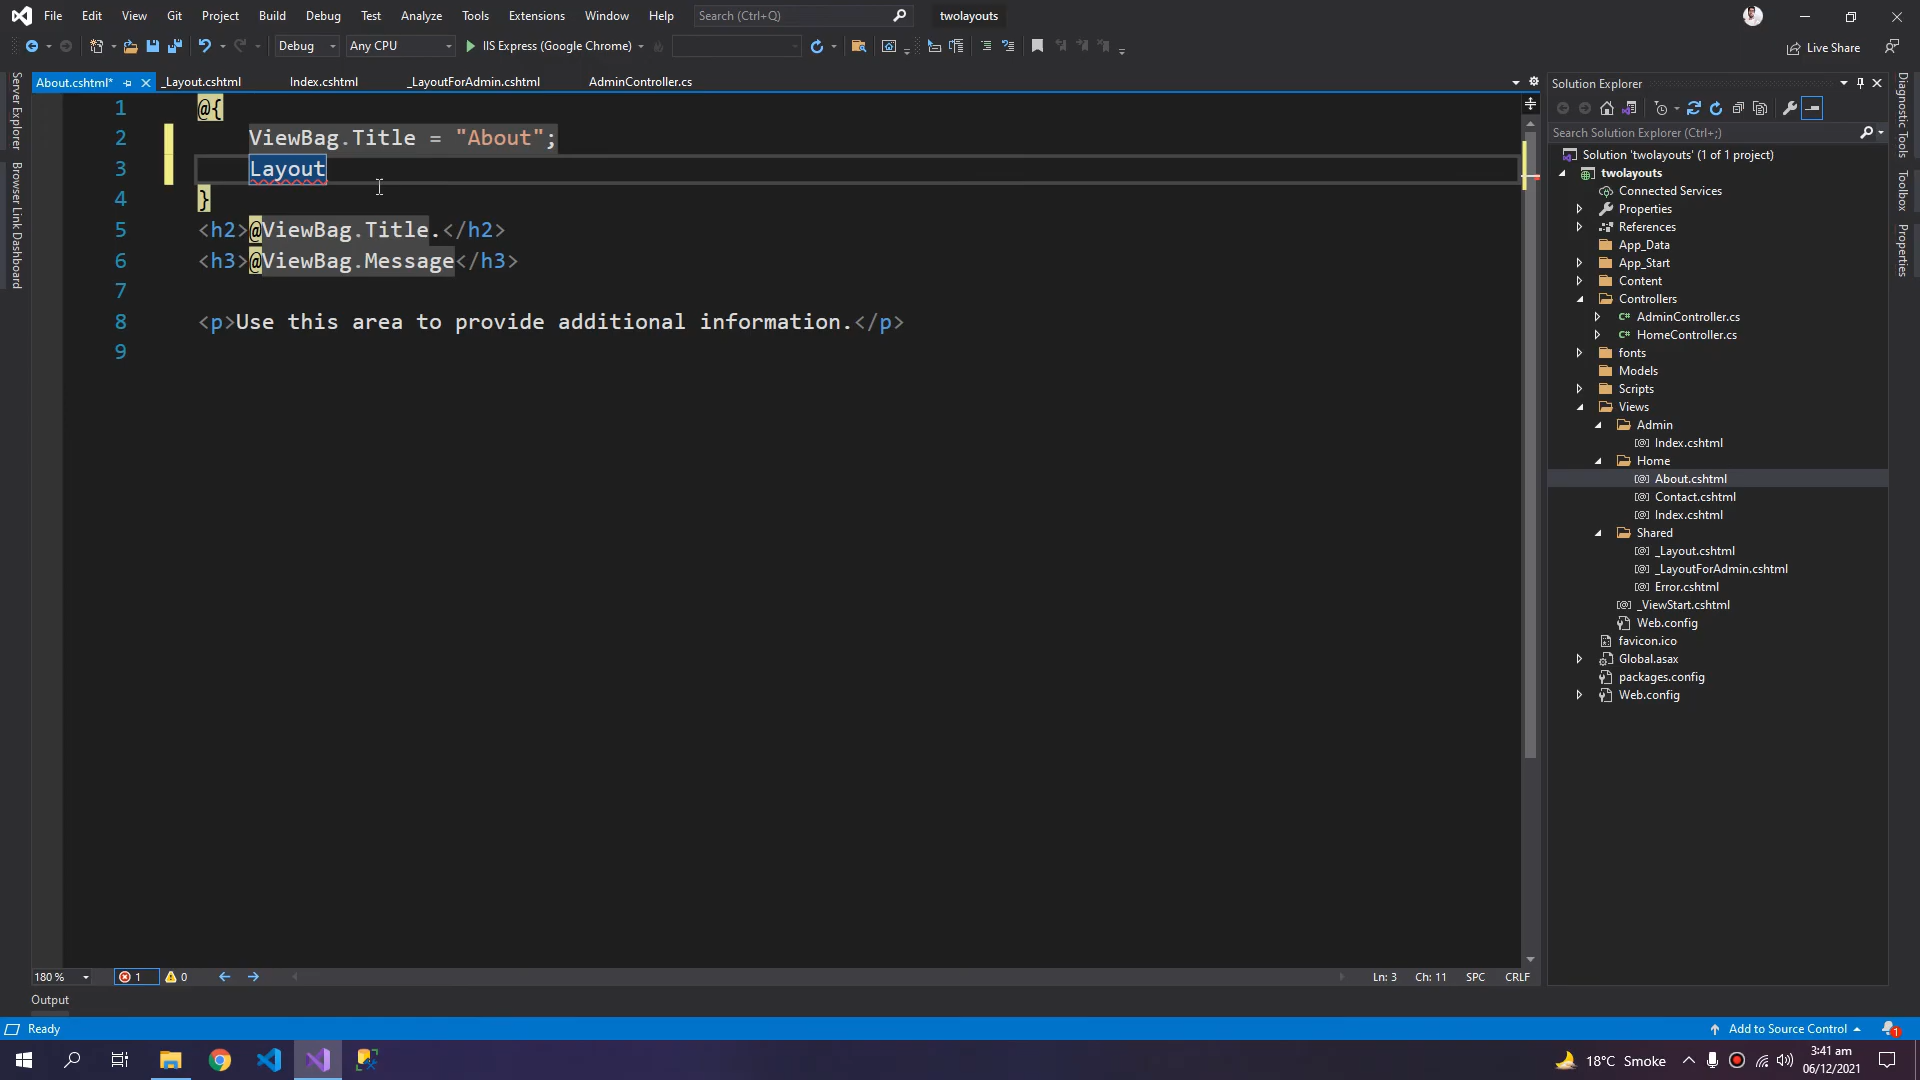 File Edit View Git Project Build Debug Test Analyze Tools Extensions Window Help Search (Ctrl+Q) twolayouts
Debug Any CPU IIS Express (Google Chrome) Live Share
About.cshtml* _Layout.cshtml Index.cshtml _LayoutForAdmin.cshtml AdminController.cs
Server Explorer
Browser Link Dashboard
1 @{
2 ViewBag.Title = "About";
3 Layout
4 }
5 <h2>@ViewBag.Title.</h2>
6 <h3>@ViewBag.Message</h3>
7
8 <p>Use this area to provide additional information.</p>
9
Solution Explorer
Search Solution Explorer (Ctrl+;)
Solution 'twolayouts' (1 of 1 project)
twolayouts
Connected Services
Properties
References
App_Data
App_Start
Content
Controllers
C# AdminController.cs
C# HomeController.cs
fonts
Models
Scripts
Views
Admin
[@] Index.cshtml
Home
[@] About.cshtml
[@] Contact.cshtml
[@] Index.cshtml
Shared
[@] _Layout.cshtml
[@] _LayoutForAdmin.cshtml
[@] Error.cshtml
[@] _ViewStart.cshtml
Web.config
favicon.ico
Global.asax
packages.config
Web.config
Diagnostic Tools
Toolbox
Properties
180 % 1 0 Ln: 3 Ch: 11 SPC CRLF
Output
Ready Add to Source Control 1
18°C Smoke 3:41 am
06/12/2021